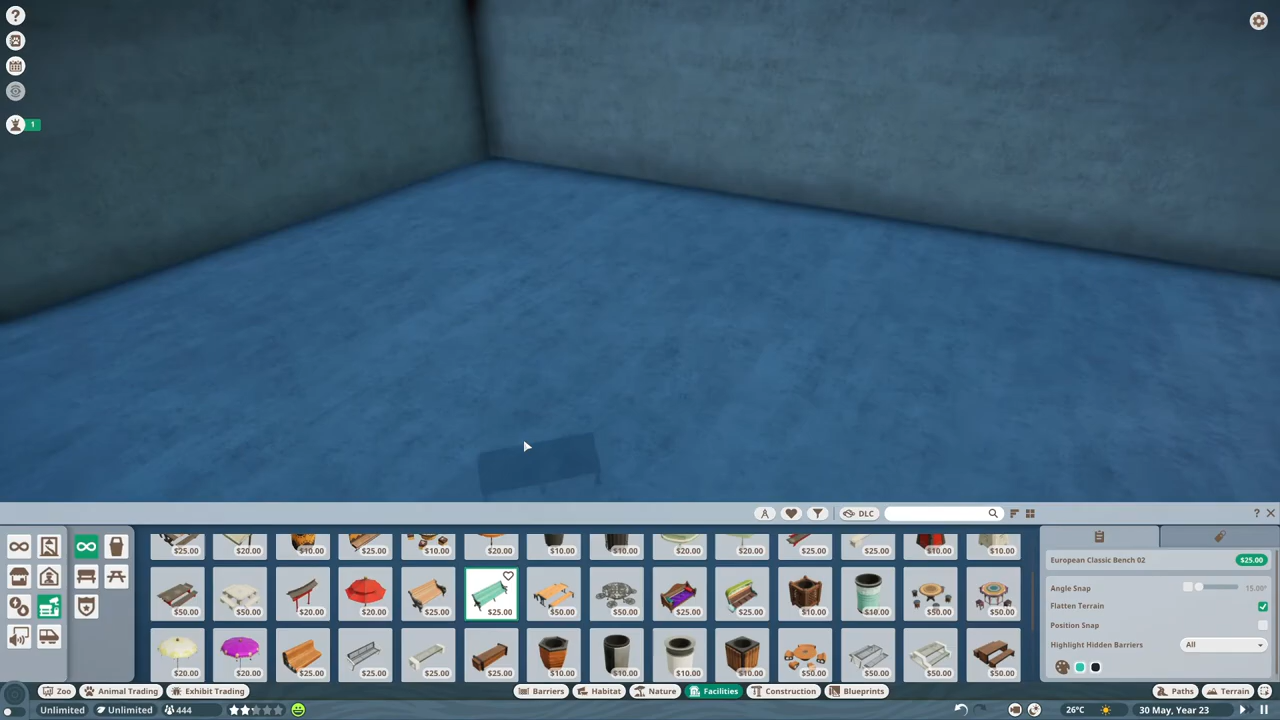 ?
1
DLC
?
$25.00 $20.00 $10.00 $25.00 $10.00 $20.00 $10.00 $10.00 $20.00 $20.00 $25.00 $25.00 $10.00 $10.00
$50.00 $20.00 $20.00 $20.00 $25.00 $25.00 $50.00 $50.00 $25.00 $25.00 $10.00 $10.00 $50.00 $50.00
$20.00 $20.00 $25.00 $25.00 $25.00 $25.00 $10.00 $10.00 $10.00 $10.00 $50.00 $50.00 $50.00 $50.00
European Classic Bench 02 $25.00
Angle Snap 15.00°
Flatten Terrain
Position Snap
Highlight Hidden Barriers All
Zoo Animal Trading Exhibit Trading Barriers Habitat Nature Facilities Construction Blueprints Paths Terrain
Unlimited Unlimited 444 26°C 30 May, Year 23